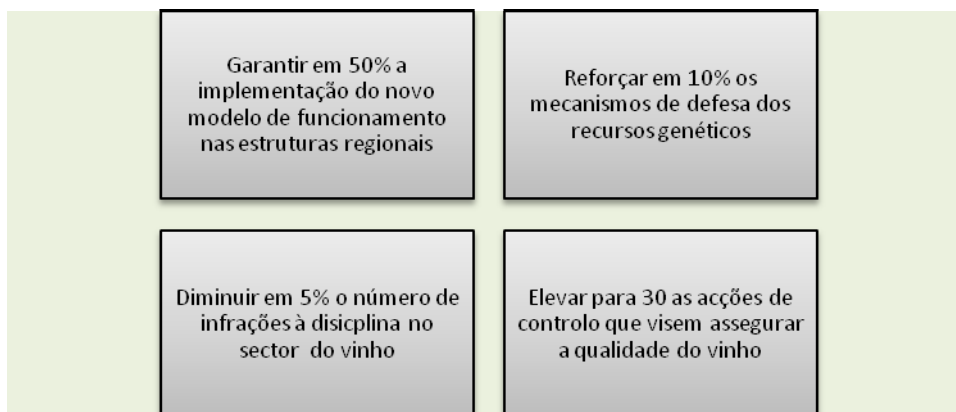 Garantir em 50% a
implementação do novo
modelo de funcionamento
nas estruturas regionais
Reforçar em 10% os
mecanismos de defesa dos
recursos genéticos
Diminuir em 5% o número de
infrações à disicplina no
sector do vinho
Elevar para 30 as acções de
controlo que visem assegurar
a qualidade do vinho